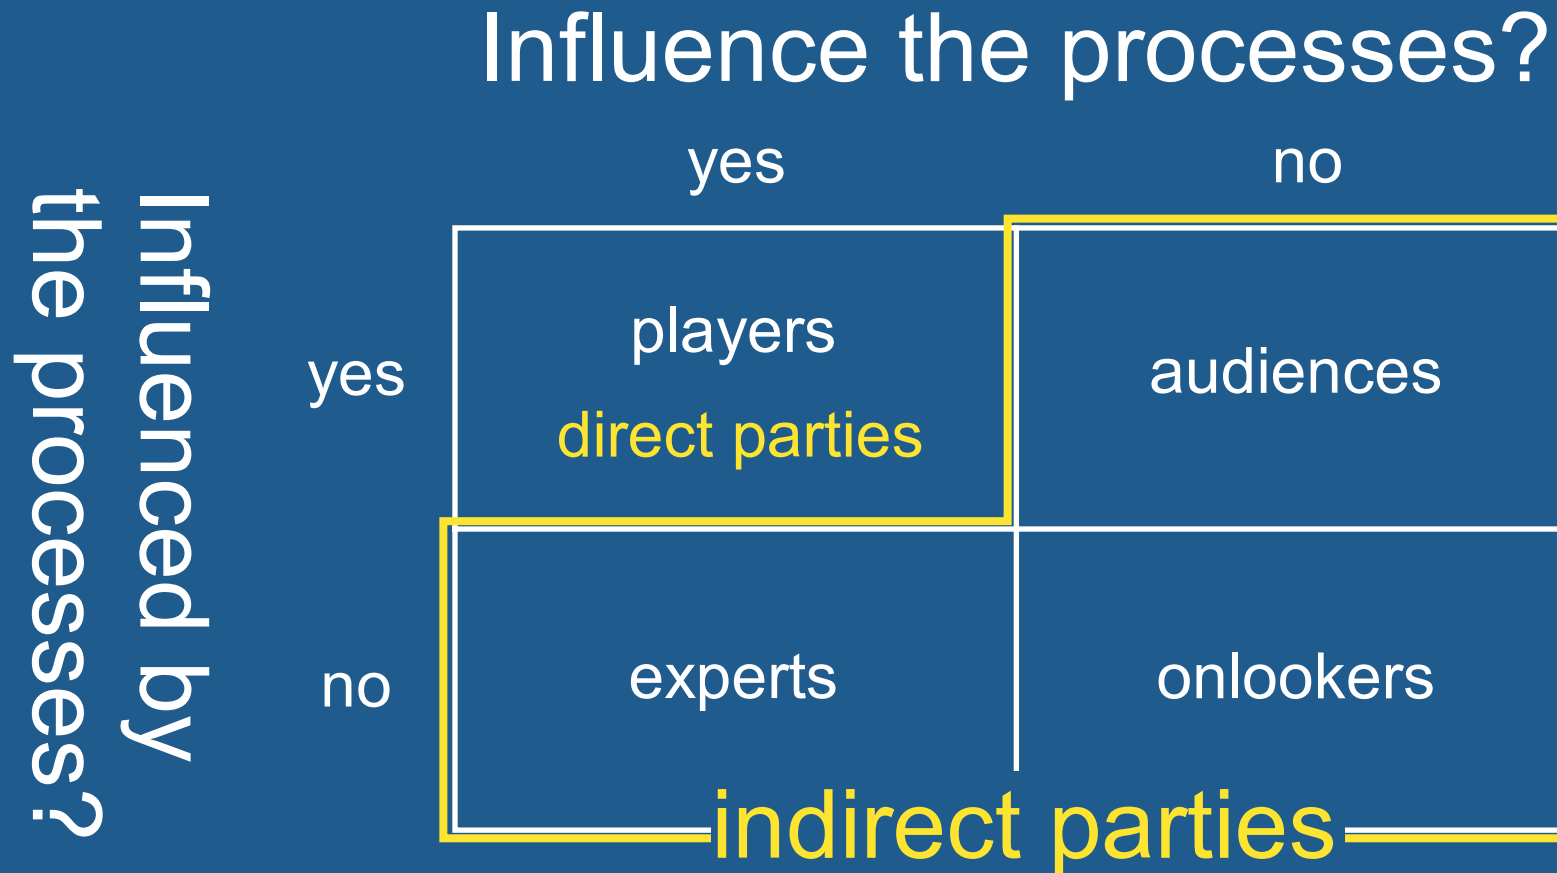 Influence the processes?
yes
no
Influenced by
the processes?
yes
players
direct parties
audiences
no
experts
onlookers
indirect parties